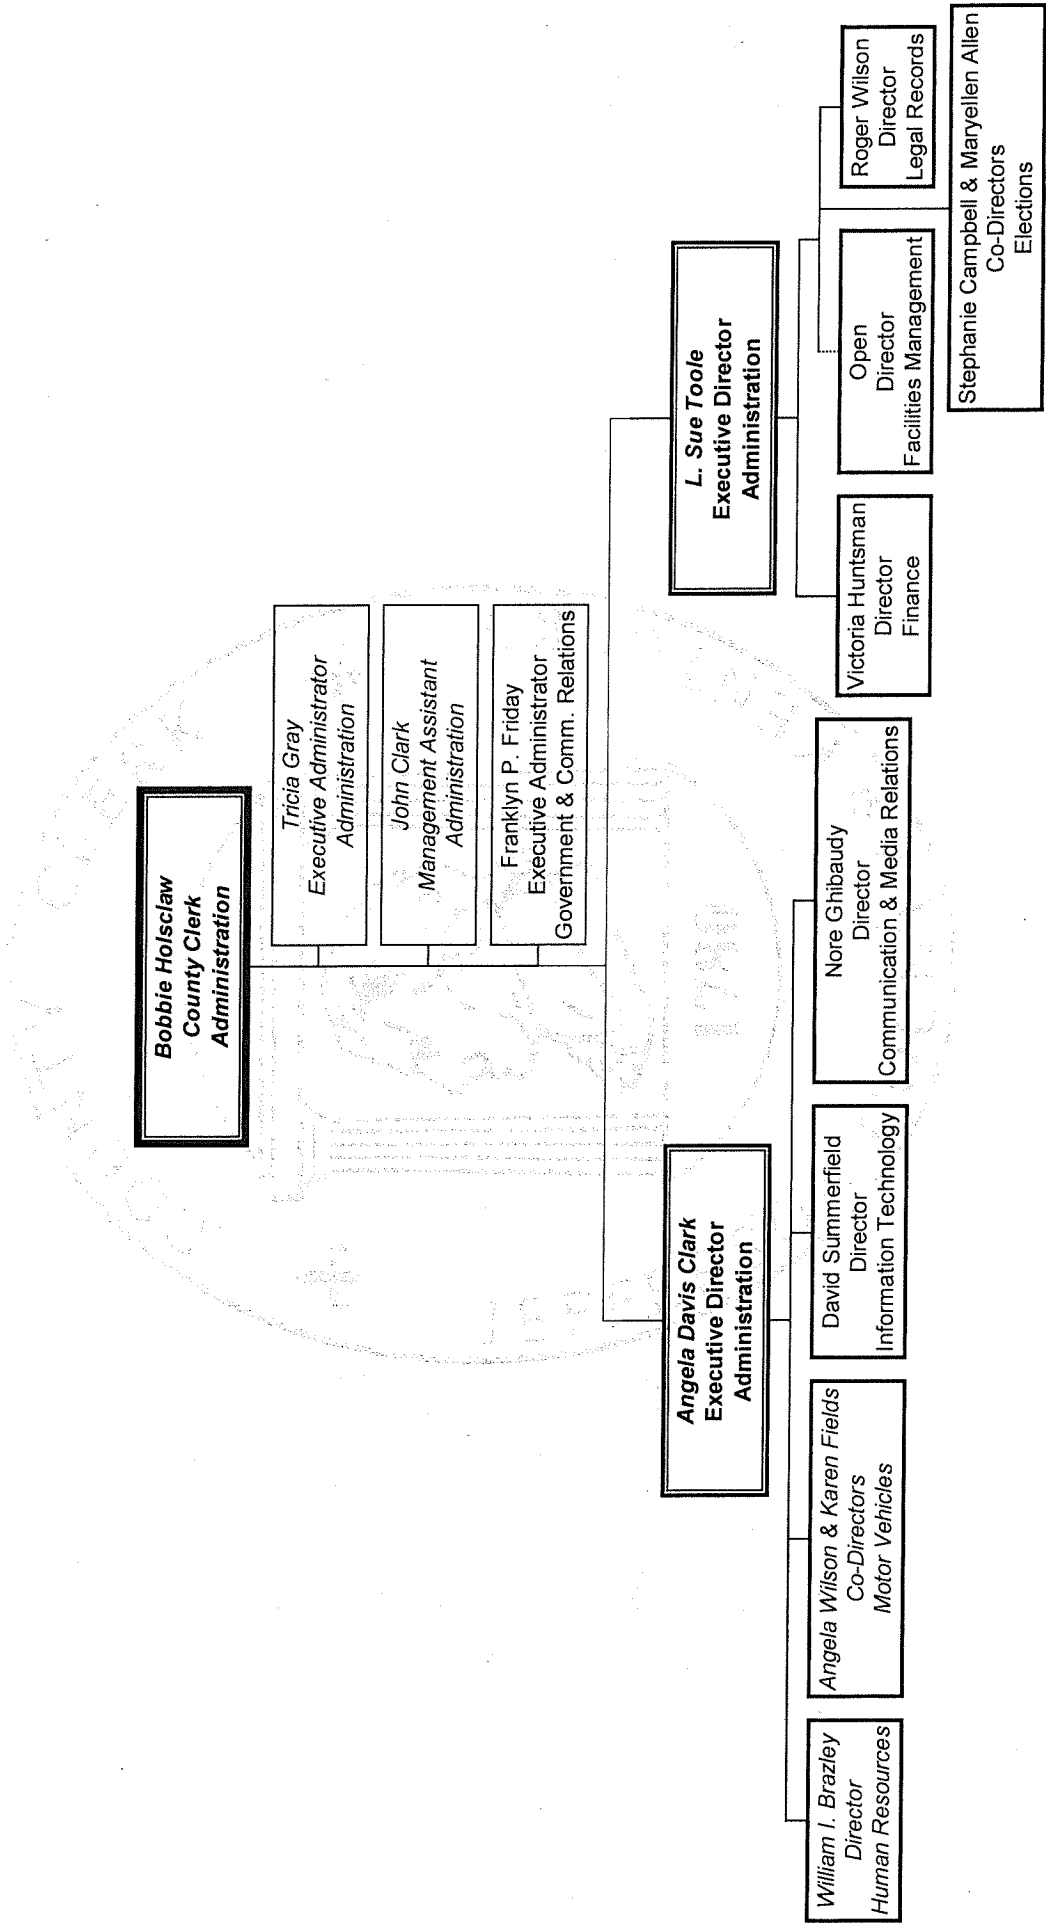 Bobbie Holsclaw
County Clerk
Administration
Tricia Gray
Executive Administrator
Administration
John Clark
Management Assistant
Administration
Franklyn P. Friday
Executive Administrator
Government & Comm. Relations
Angela Davis Clark
Executive Director
Administration
L. Sue Toole
Executive Director
Administration
William I. Brazley
Director
Human Resources
Angela Wilson & Karen Fields
Co-Directors
Motor Vehicles
David Summerfield
Director
Information Technology
Nore Ghibaudy
Director
Communication & Media Relations
Victoria Huntsman
Director
Finance
Open
Director
Facilities Management
Roger Wilson
Director
Legal Records
Stephanie Campbell & Maryellen Allen
Co-Directors
Elections